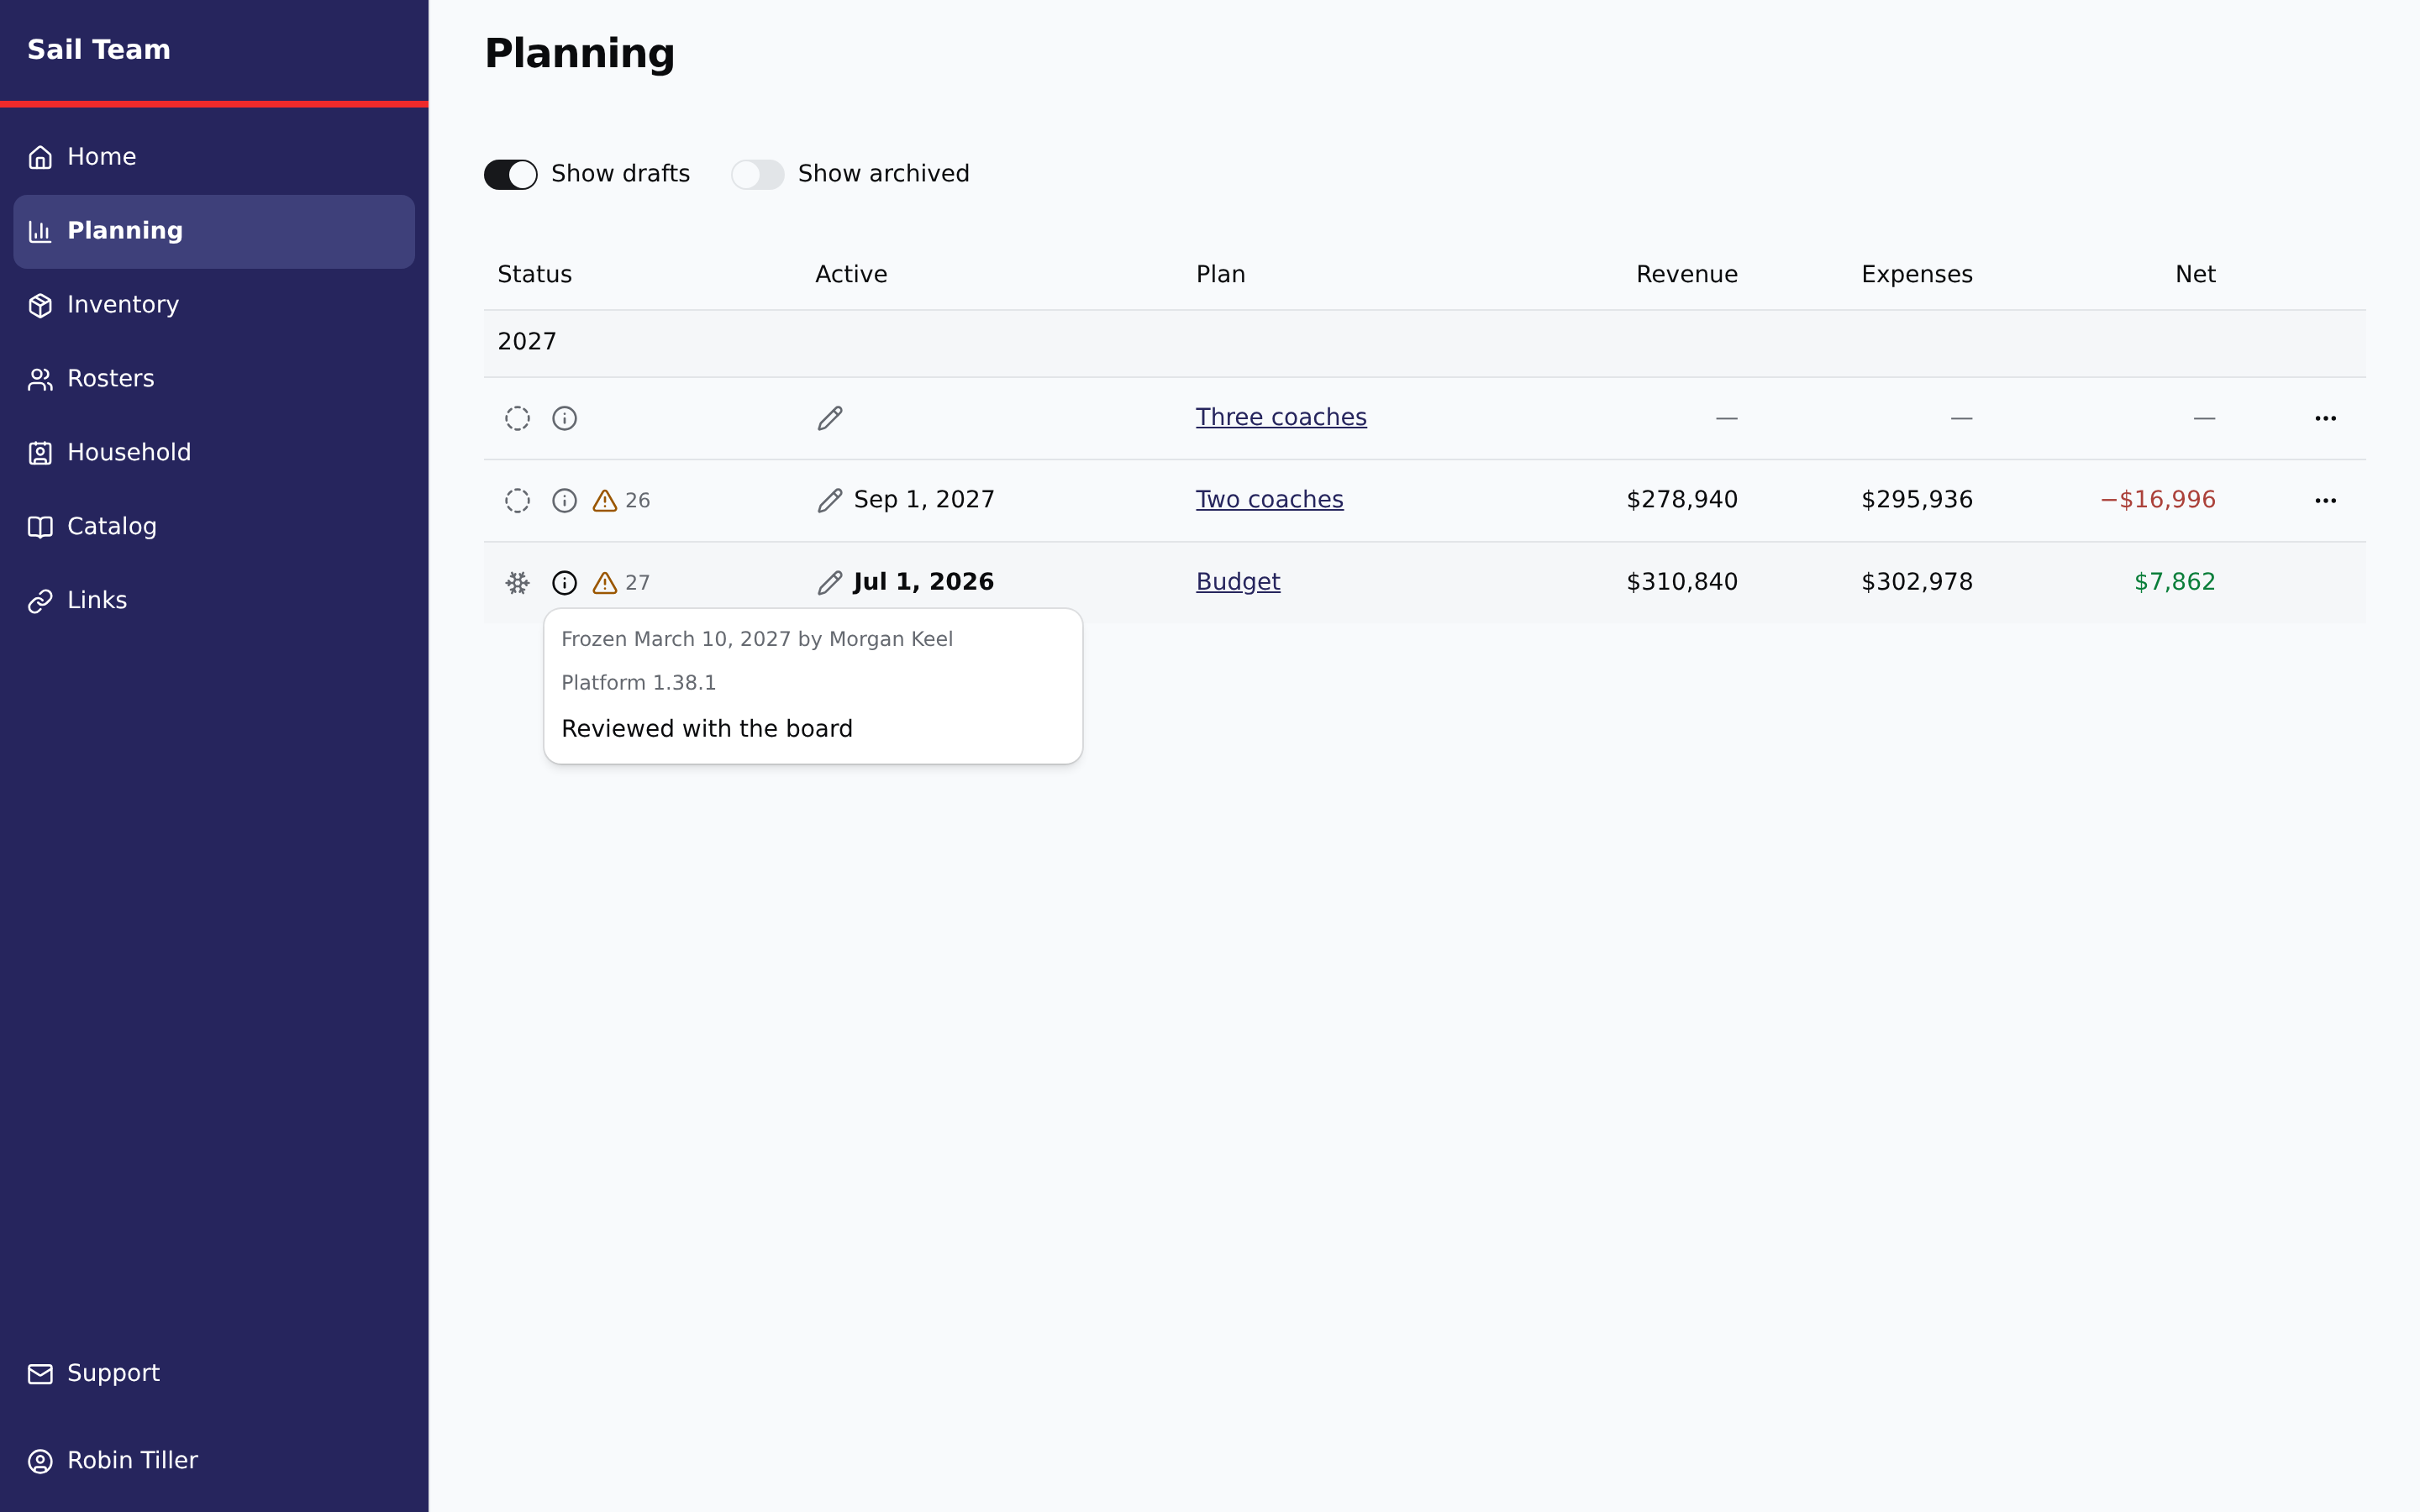 Sail Team
Home
Planning
Inventory
Rosters
Household
Catalog
Links
Support
Robin Tiller
Planning
Show drafts Show archived
Status Active Plan Revenue Expenses Net
2027
Three coaches — — —
26 Sep 1, 2027 Two coaches $278,940 $295,936 −$16,996
27 Jul 1, 2026 Budget $310,840 $302,978 $7,862
Frozen March 10, 2027 by Morgan Keel
Platform 1.38.1
Reviewed with the board